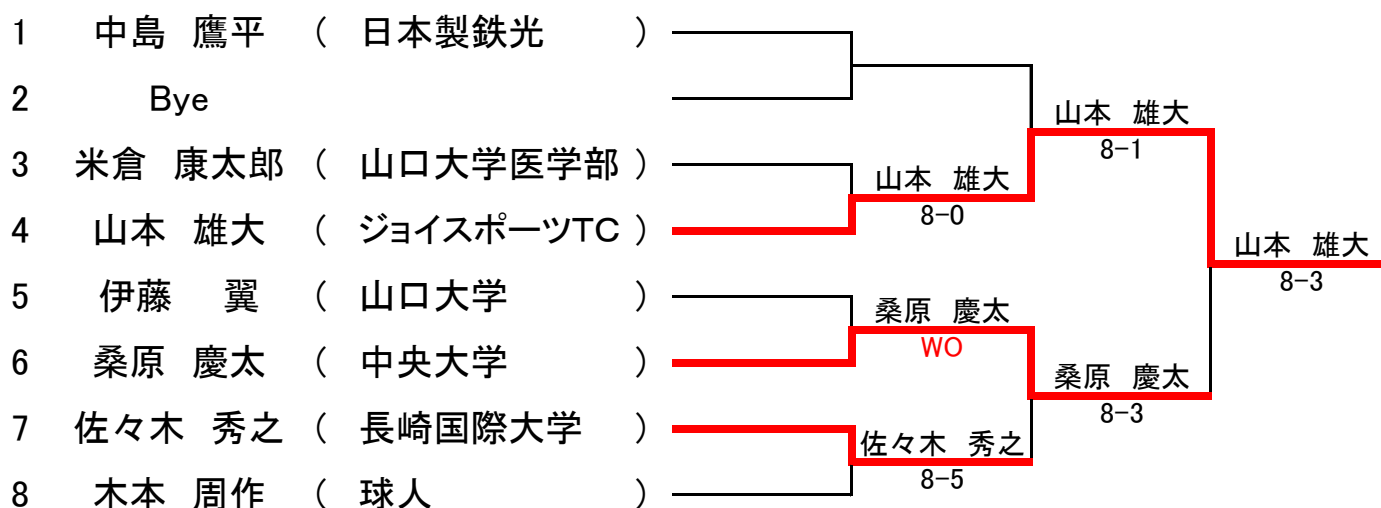 1 中島 鷹平 ( 日本製鉄光 )
2 Bye
山本 雄大
8-1
3 米倉 康太郎 ( 山口大学医学部 )
山本 雄大
8-0
4 山本 雄大 ( ジョイスポーツTC )
山本 雄大
8-3
5 伊藤 翼 ( 山口大学 )
桑原 慶太
WO
6 桑原 慶太 ( 中央大学 )
桑原 慶太
8-3
7 佐々木 秀之 ( 長崎国際大学 )
佐々木 秀之
8-5
8 木本 周作 ( 球人 )